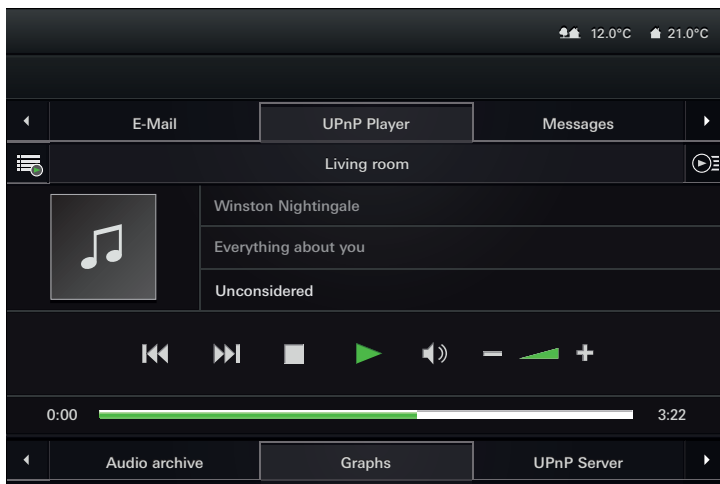 12.0°C 21.0°C
E-Mail UPnP Player Messages
Living room
Winston Nightingale
Everything about you
Unconsidered
0:00 3:22
Audio archive Graphs UPnP Server